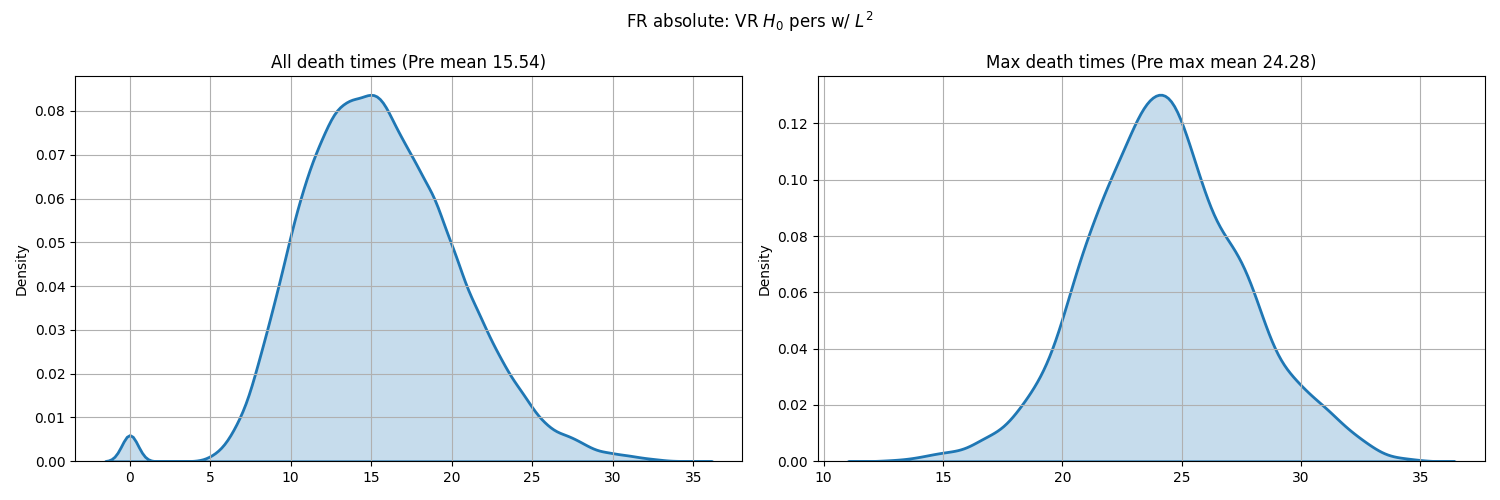 FR absolute: VR $H_0$ pers w/ $L^2$
All death times (Pre mean 15.54)
Density
0.08
0.07
0.06
0.05
0.04
0.03
0.02
0.01
0.00
0 5 10 15 20 25 30 35
Max death times (Pre max mean 24.28)
Density
0.12
0.10
0.08
0.06
0.04
0.02
0.00
10 15 20 25 30 35